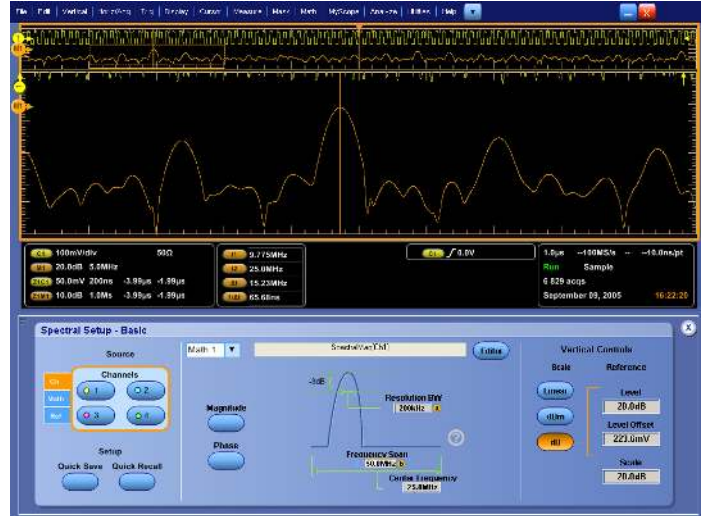 File | Edit | Vertical | Horiz/Acq | Trig | Display | Cursor | Measure | Mask | Math | MyScope | Analyze | Utilities | Help
1
M1
M1
C1 100mV/div 50Ω
M1 20.0dB 5.0MHz
Z1C1 50.0mV 200ns -3.99µs -1.99µs
Z1M1 10.0dB 1.0Ms -3.99µs -1.99µs
9.775MHz
25.0MHz
15.23MHz
65.68ns
C1 0.0V
1.0µs 100MS/s 10.0ns/pt
Run Sample
6 829 acqs
September 09, 2005 16:22:20
Spectral Setup - Basic
X
Source
Channels
Ch
Math
Ref
1
2
3
4
Setup
Quick Save Quick Recall
Math 1
SpectralMag(Ch1)
Editor
Magnitude
Phase
-3dB
Resolution BW
200kHz a
?
Frequency Span
50.0MHz b
Center Frequency
25.0MHz
Vertical Controls
Scale
Linear
dBm
dB
Reference
Level
20.0dB
Level Offset
223.6mV
Scale
20.0dB